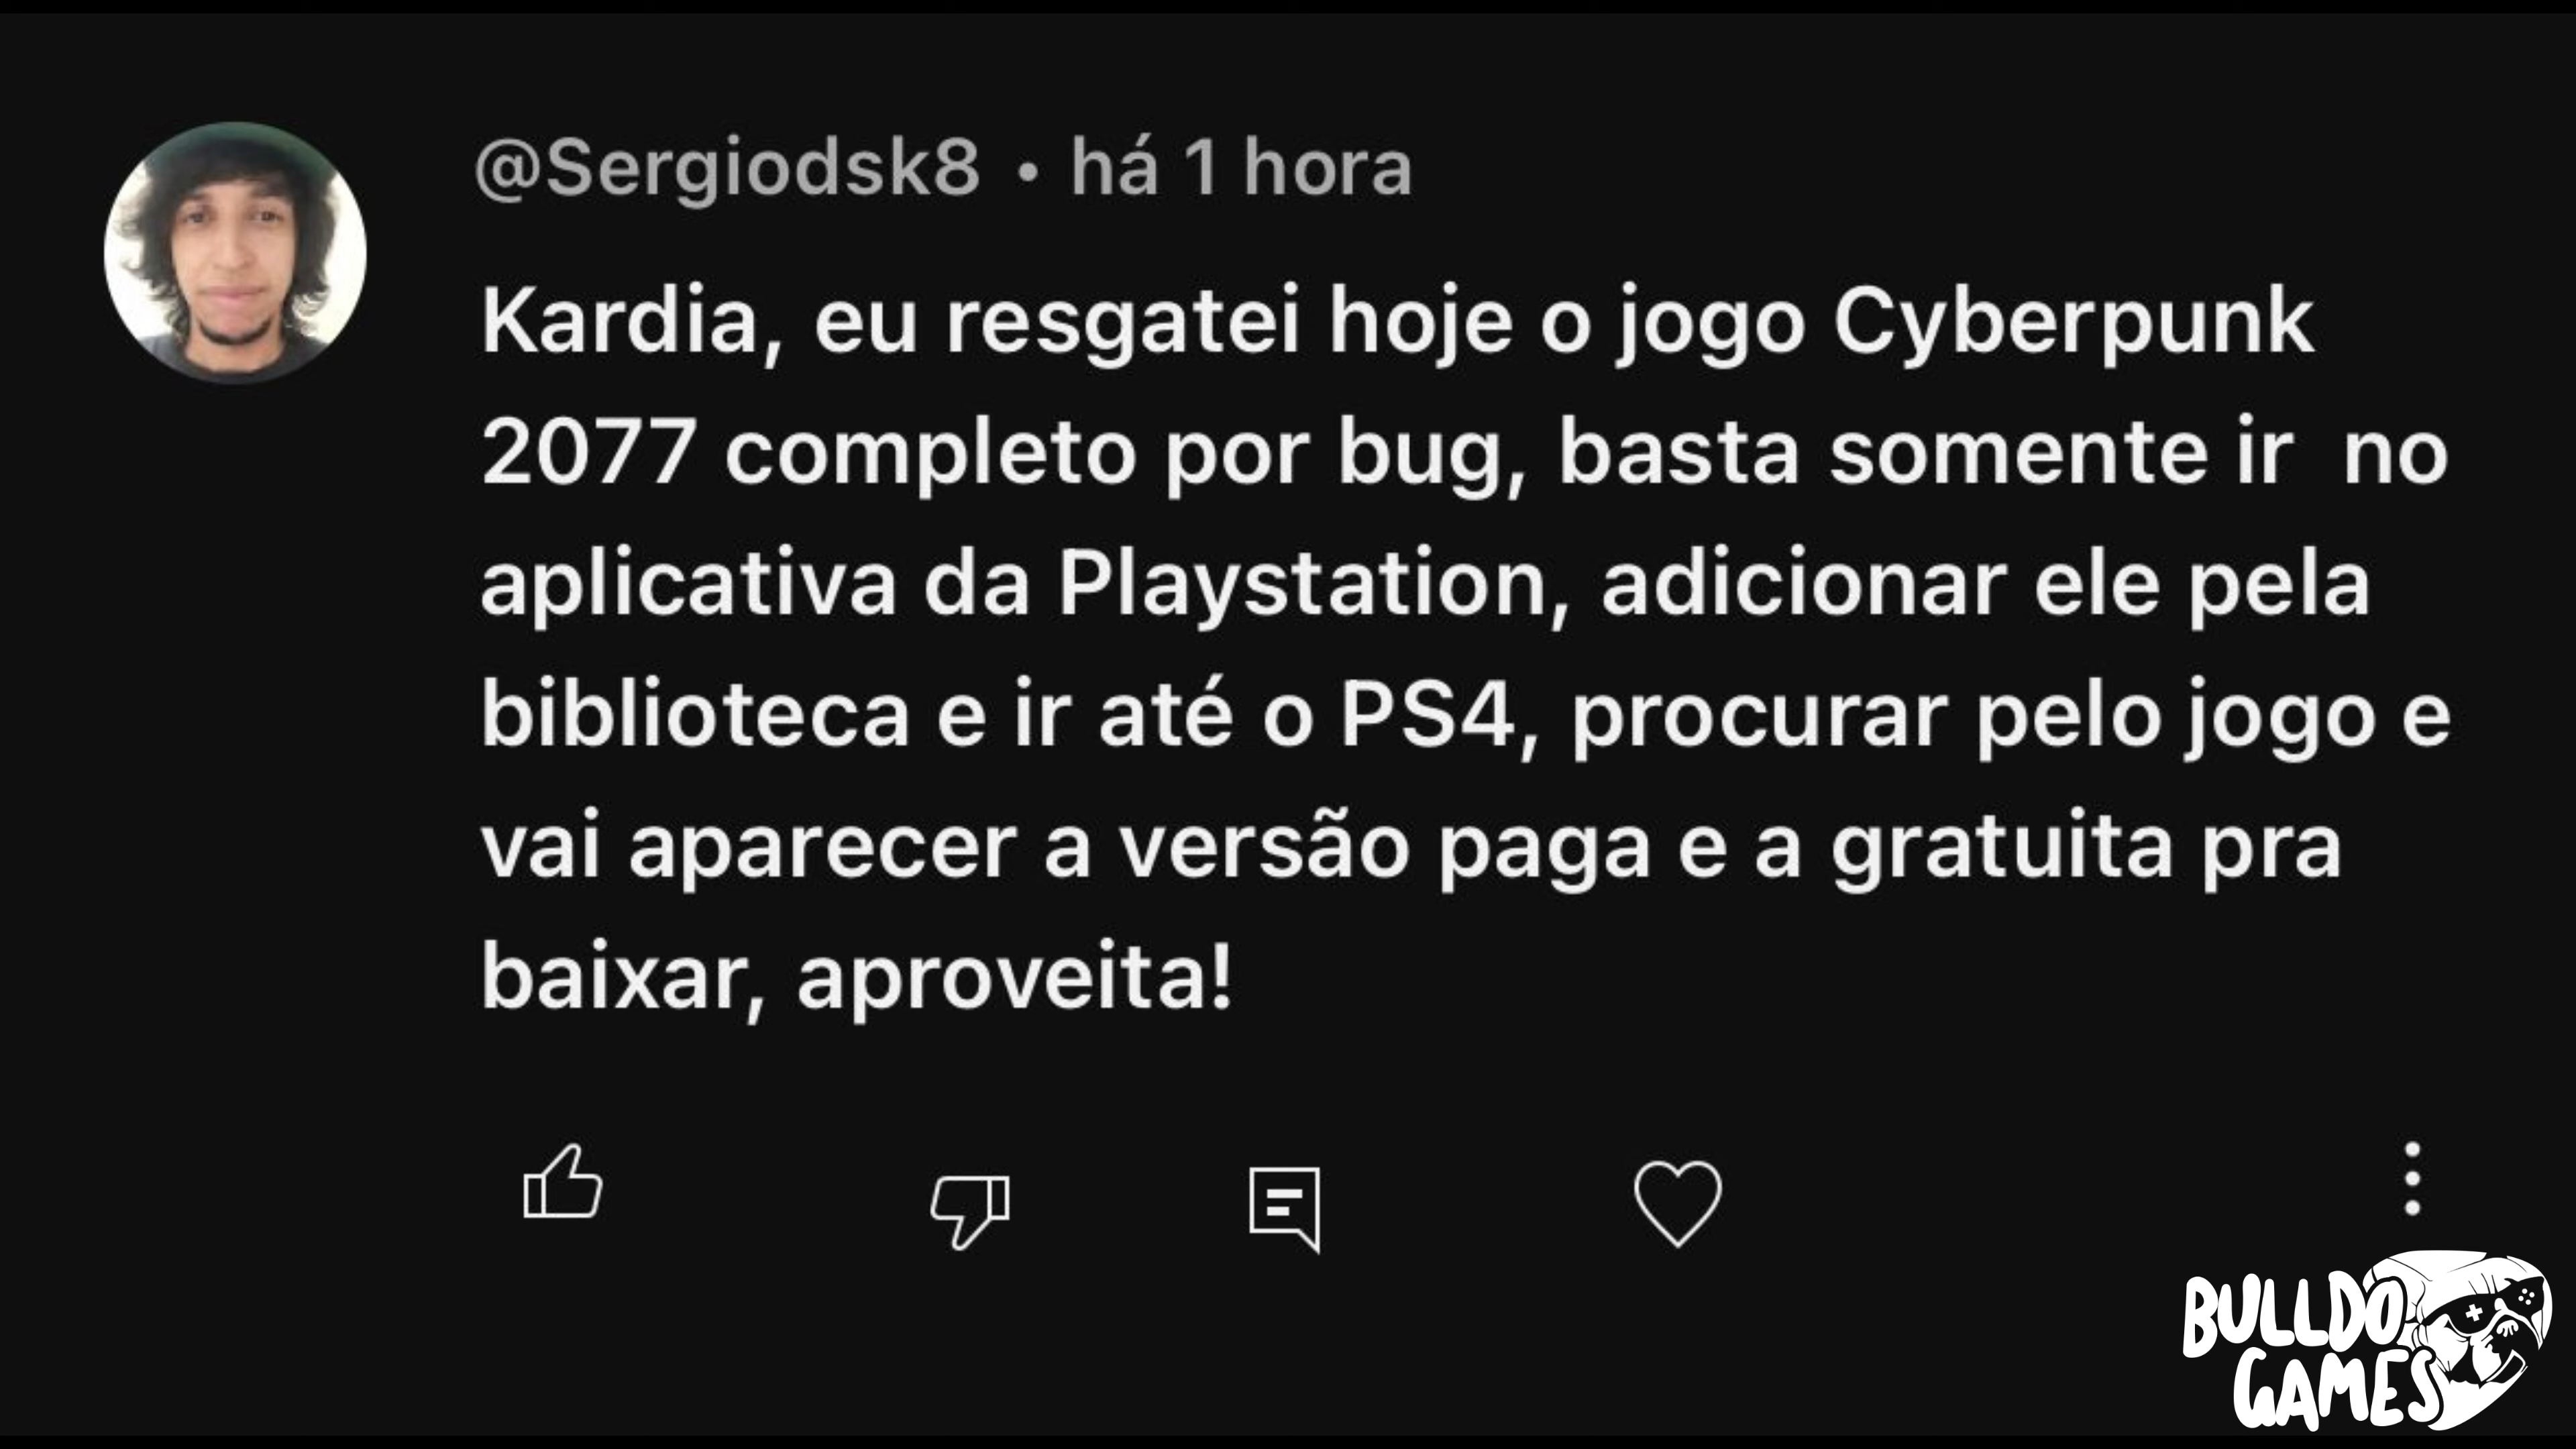 @Sergiodsk8 • há 1 hora
Kardia, eu resgatei hoje o jogo Cyberpunk
2077 completo por bug, basta somente ir  no
aplicativa da Playstation, adicionar ele pela
biblioteca e ir até o PS4, procurar pelo jogo e
vai aparecer a versão paga e a gratuita pra
baixar, aproveita!
BULLDO
GAMES